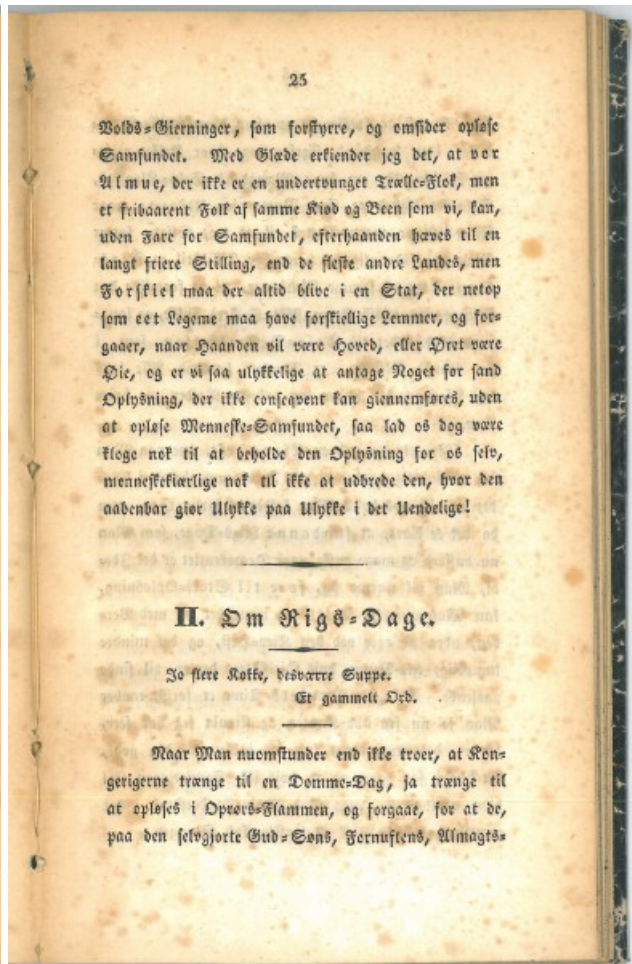 25
Volds-Gierninger, som forstyrre, og omsider opløse
Samfundet. Med Glæde erkiender jeg det, at vor
Almue, der ikke er en undertvunget Trælle-Flok, men
et fribaarent Folk af samme Kiød og Been som vi, kan,
uden Fare for Samfundet, efterhaanden hæves til en
langt friere Stilling, end de fleste andre Landes, men
Forskiel maa der altid blive i en Stat, der netop
som eet Legeme maa have forskiellige Lemmer, og for-
gaaer, naar Haanden vil være Hoved, eller Øret være
Øie, og er vi saa ulykkelige at antage Noget for sand
Oplysning, der ikke conseqvent kan giennemføres, uden
at opløse Menneske-Samfundet, saa lad os dog være
kloge nok til at beholde den Oplysning for os selv,
menneskekiærlige nok til ikke at udbrede den, hvor den
aabenbar giør Ulykke paa Ulykke i det Uendelige!
II. Om Rigs-Dage.
Jo flere Kokke, desværre Suppe.
Et gammelt Ord.
Naar Man nuomstunder end ikke troer, at Kon-
gerigerne trænge til en Domme-Dag, ja trænge til
at opløses i Oprørs-Flammen, og forgaae, for at de,
paa den selvgjorte Gud-Søns, Fornuftens, Almagts-